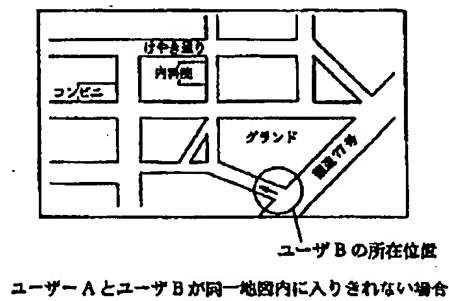 けやき通り
内科医
コンビニ
グランド
国道17号
ユーザBの所在位置
ユーザーAとユーザBが同一地図内に入りきれない場合